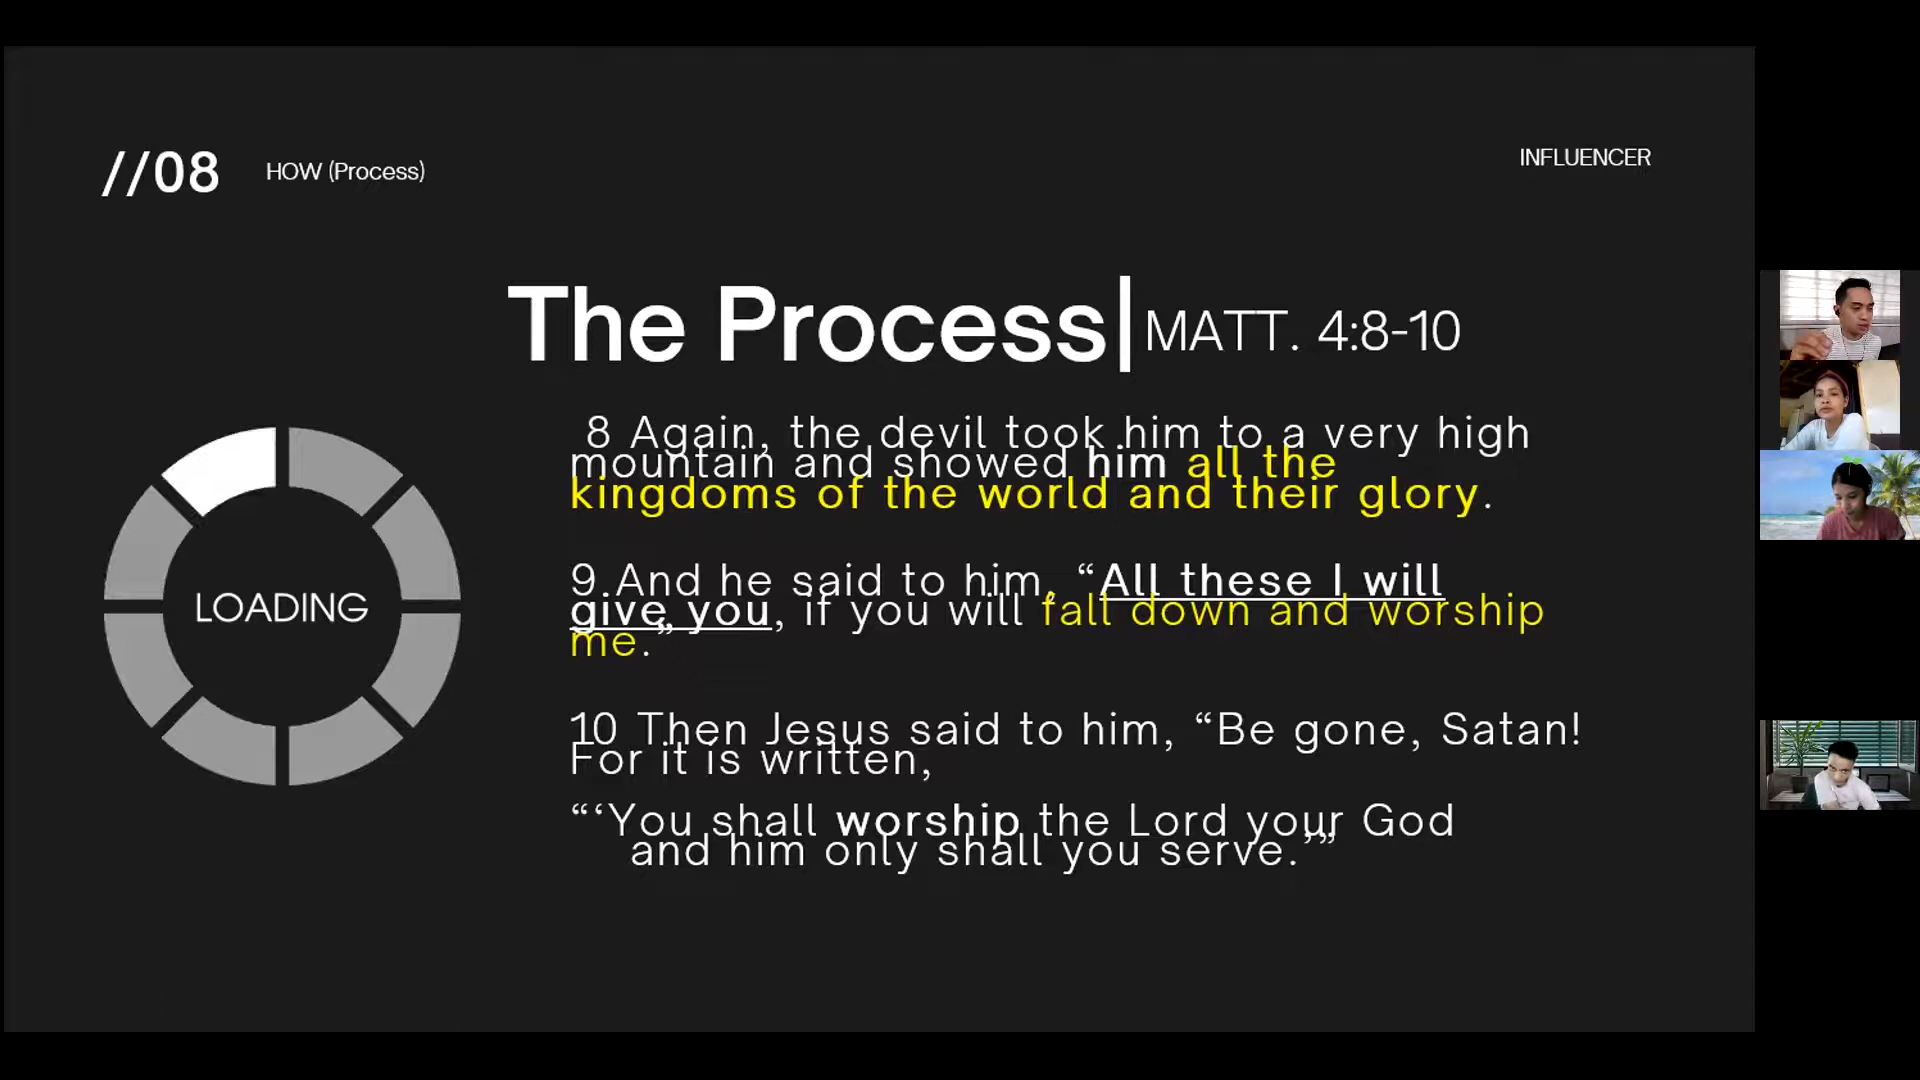 //08 HOW (Process)
INFLUENCER
The Process| MATT. 4:8-10
8 Again, the devil took him to a very high
mountain and showed him all the
kingdoms of the world and their glory.
9 And he said to him, “All these I will
give you, if you will fall down and worship
me.”
10 Then Jesus said to him, “Be gone, Satan!
For it is written,
“‘You shall worship the Lord your God
and him only shall you serve.’”
LOADING